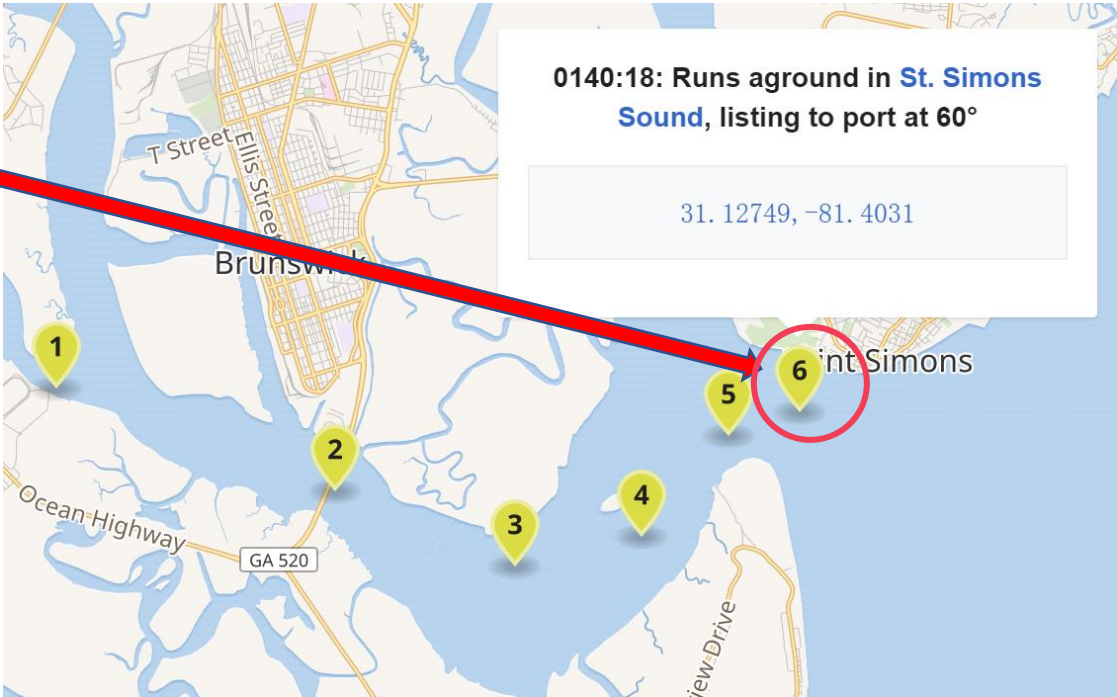 0140:18: Runs aground in St. Simons
Sound, listing to port at 60°
31.12749,-81.4031
T Street
Ellis Street
Brunswick
1
6
int Simons
5
2
4
Ocean Highway
3
GA 520
iew Drive